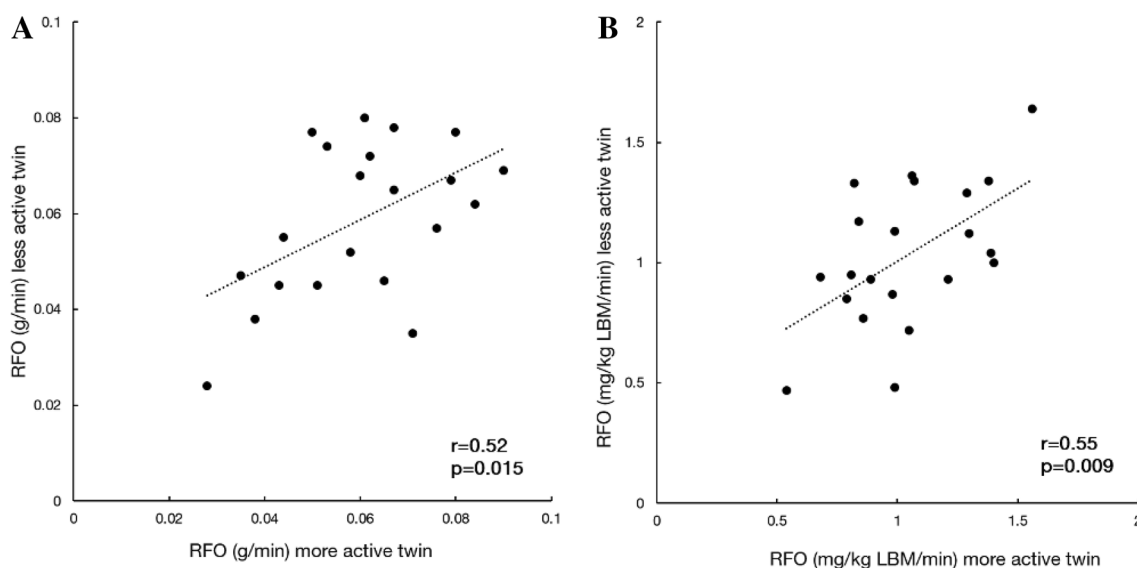 A
0.1
0.08
0.06
0.04
0.02
0
RFO (g/min) less active twin
r=0.52
p=0.015
0
0.02
0.04
0.06
0.08
0.1
RFO (g/min) more active twin
B
2
1.5
1
0.5
0
RFO (mg/kg LBM/min) less active twin
r=0.55
p=0.009
0
0.5
1
1.5
2
RFO (mg/kg LBM/min) more active twin